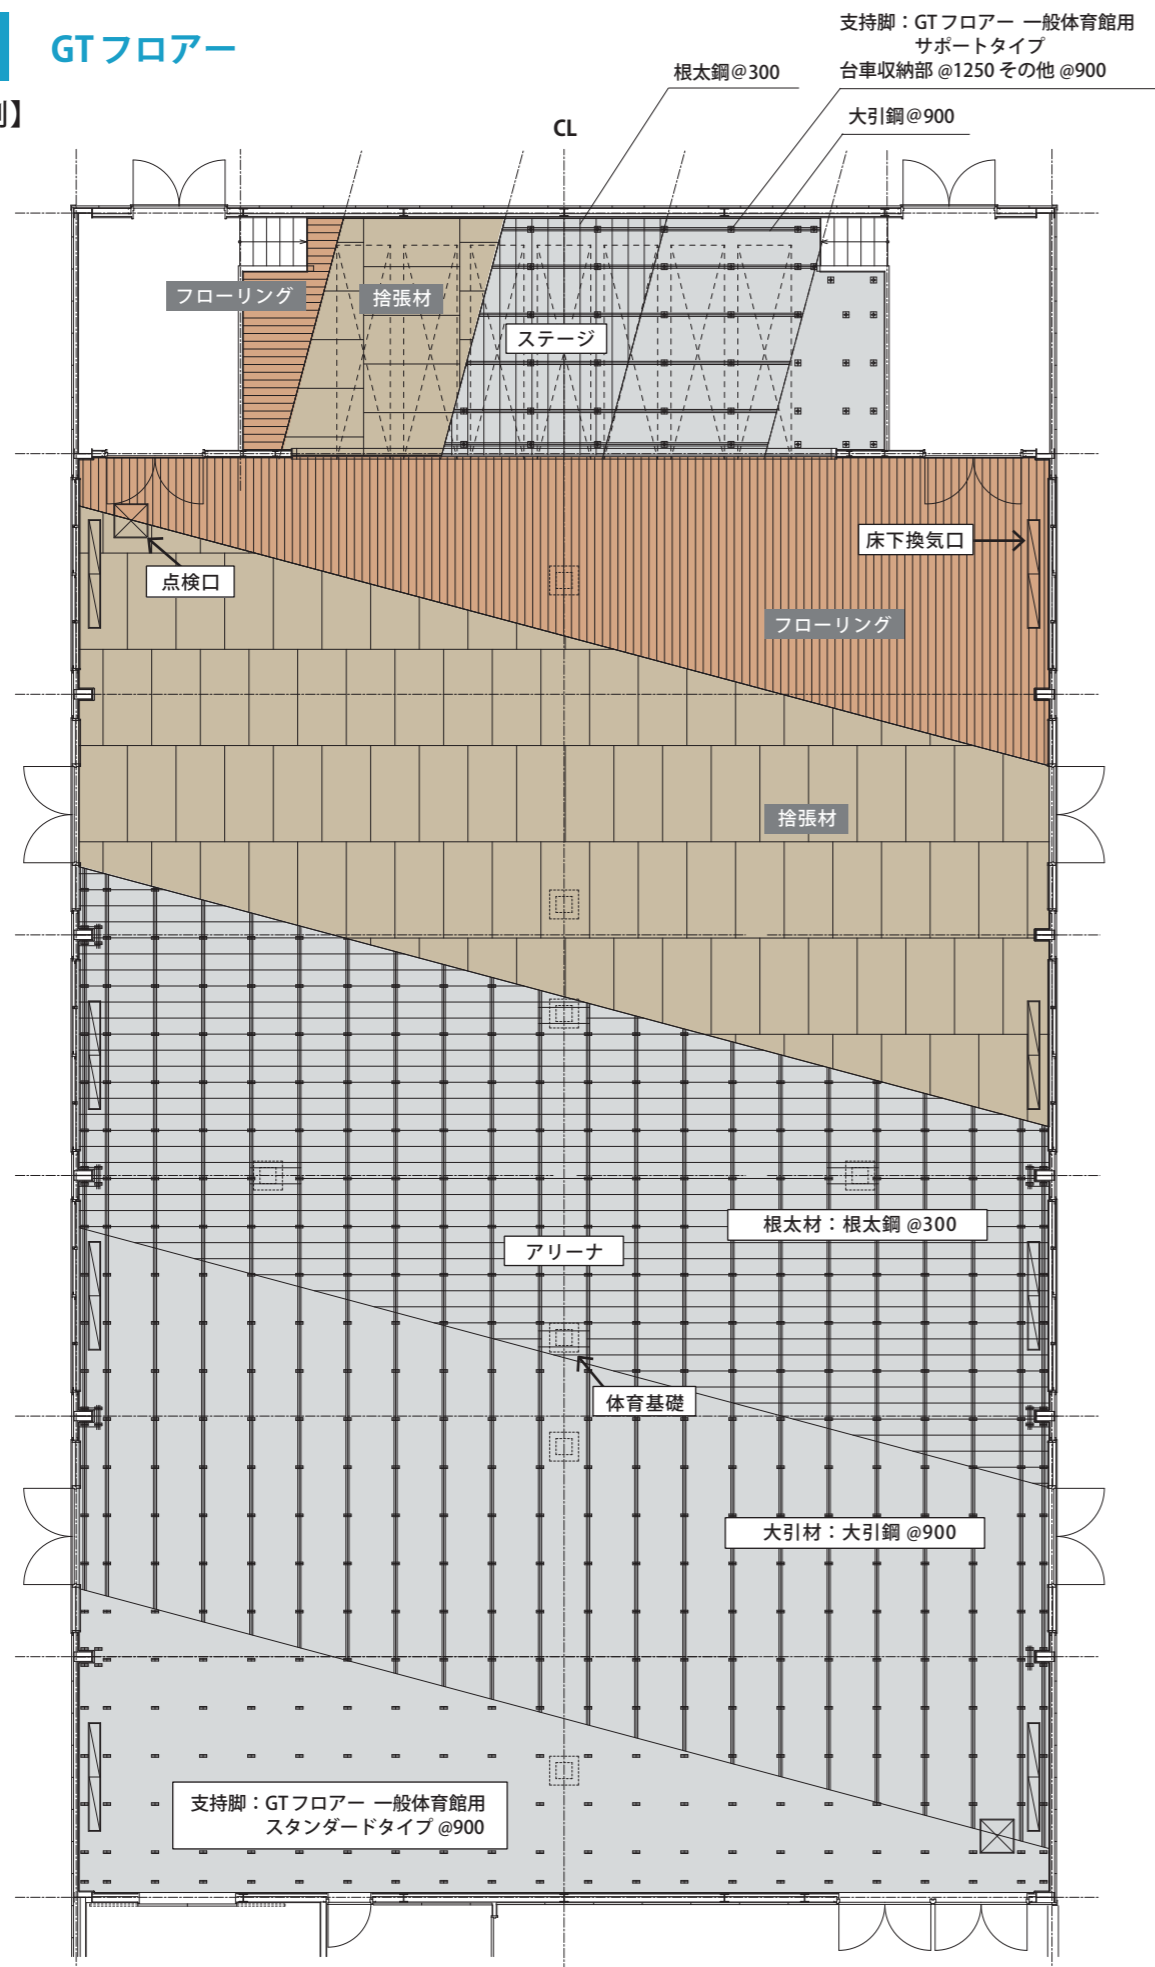 GTフロアー
】
支持脚：GTフロアー 一般体育館用
サポートタイプ
台車収納部 @1250 その他 @900
根太鋼@300
大引鋼@900
CL
フローリング
捨張材
ステージ
点検口
床下換気口
フローリング
捨張材
根太材：根太鋼 @300
アリーナ
体育基礎
大引材：大引鋼 @900
支持脚：GTフロアー 一般体育館用
スタンダードタイプ @900